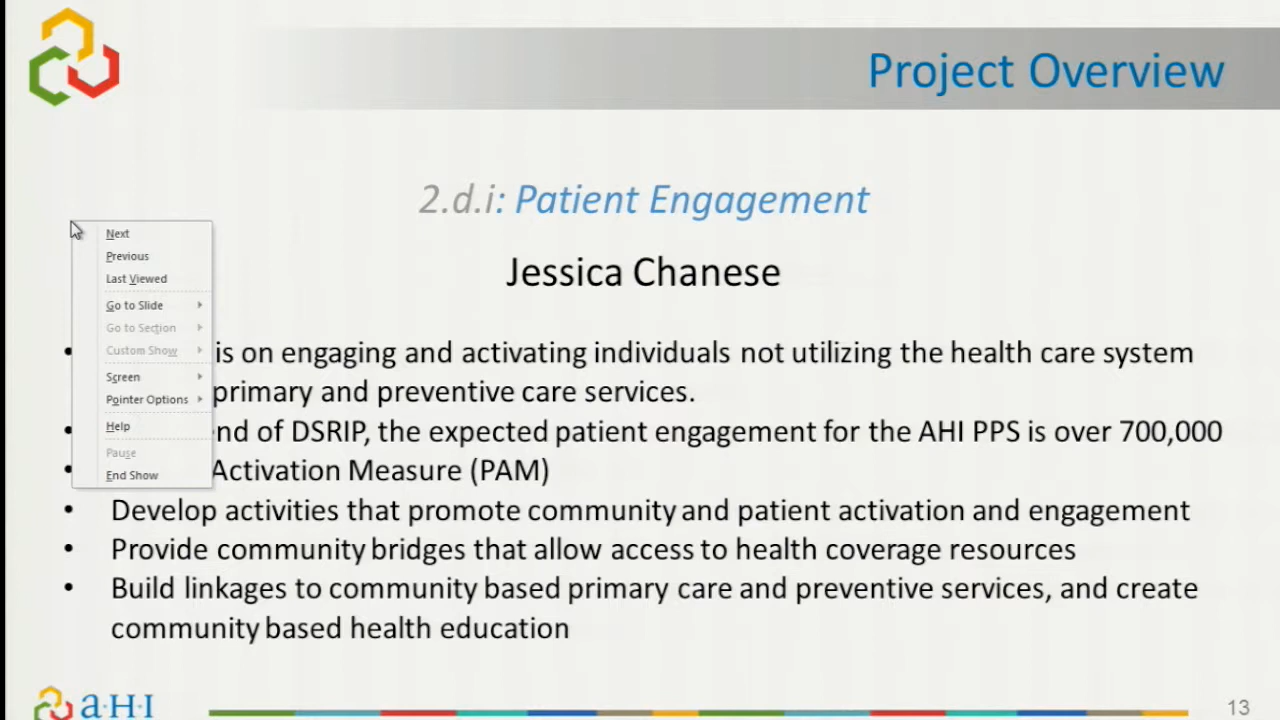 Project Overview
2.d.i: Patient Engagement
Jessica Chanese
Next
Previous
Last Viewed
Go to Slide
Go to Section
Custom Show
Screen
Pointer Options
Help
Pause
End Show
• is on engaging and activating individuals not utilizing the health care system
primary and preventive care services.
• nd of DSRIP, the expected patient engagement for the AHI PPS is over 700,000
• Activation Measure (PAM)
• Develop activities that promote community and patient activation and engagement
• Provide community bridges that allow access to health coverage resources
• Build linkages to community based primary care and preventive services, and create
community based health education
a·H·I
13